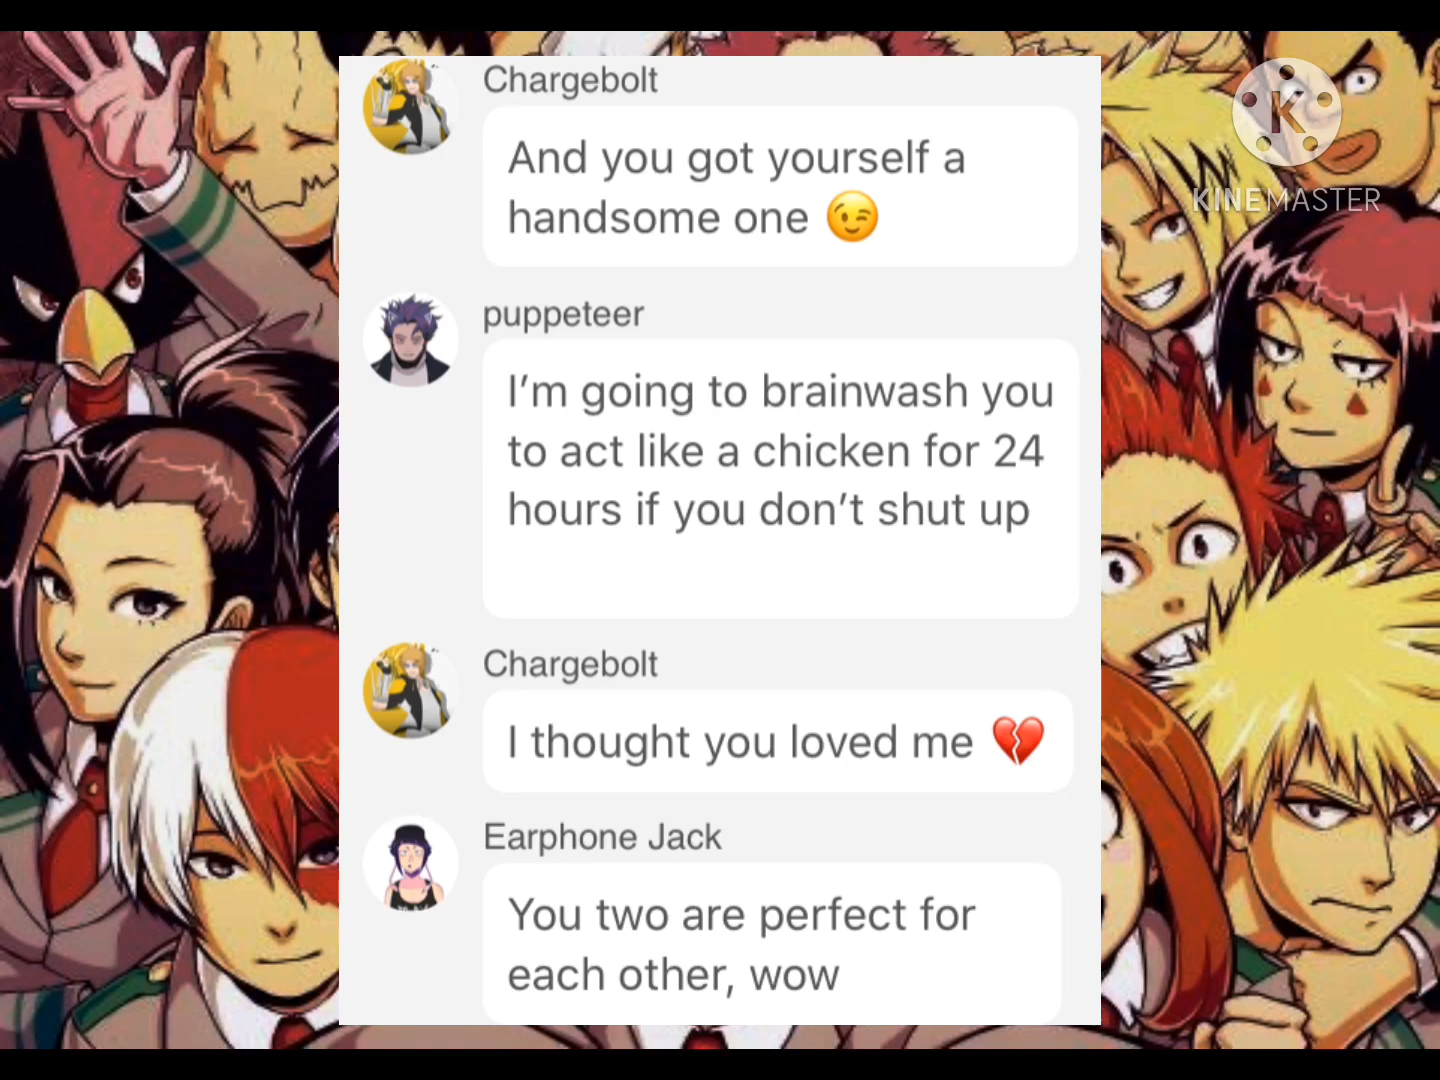 Chargebolt
And you got yourself a
handsome one 😉
puppeteer
I’m going to brainwash you
to act like a chicken for 24
hours if you don’t shut up
Chargebolt
I thought you loved me 💔
Earphone Jack
You two are perfect for
each other, wow
K
KINEMASTER